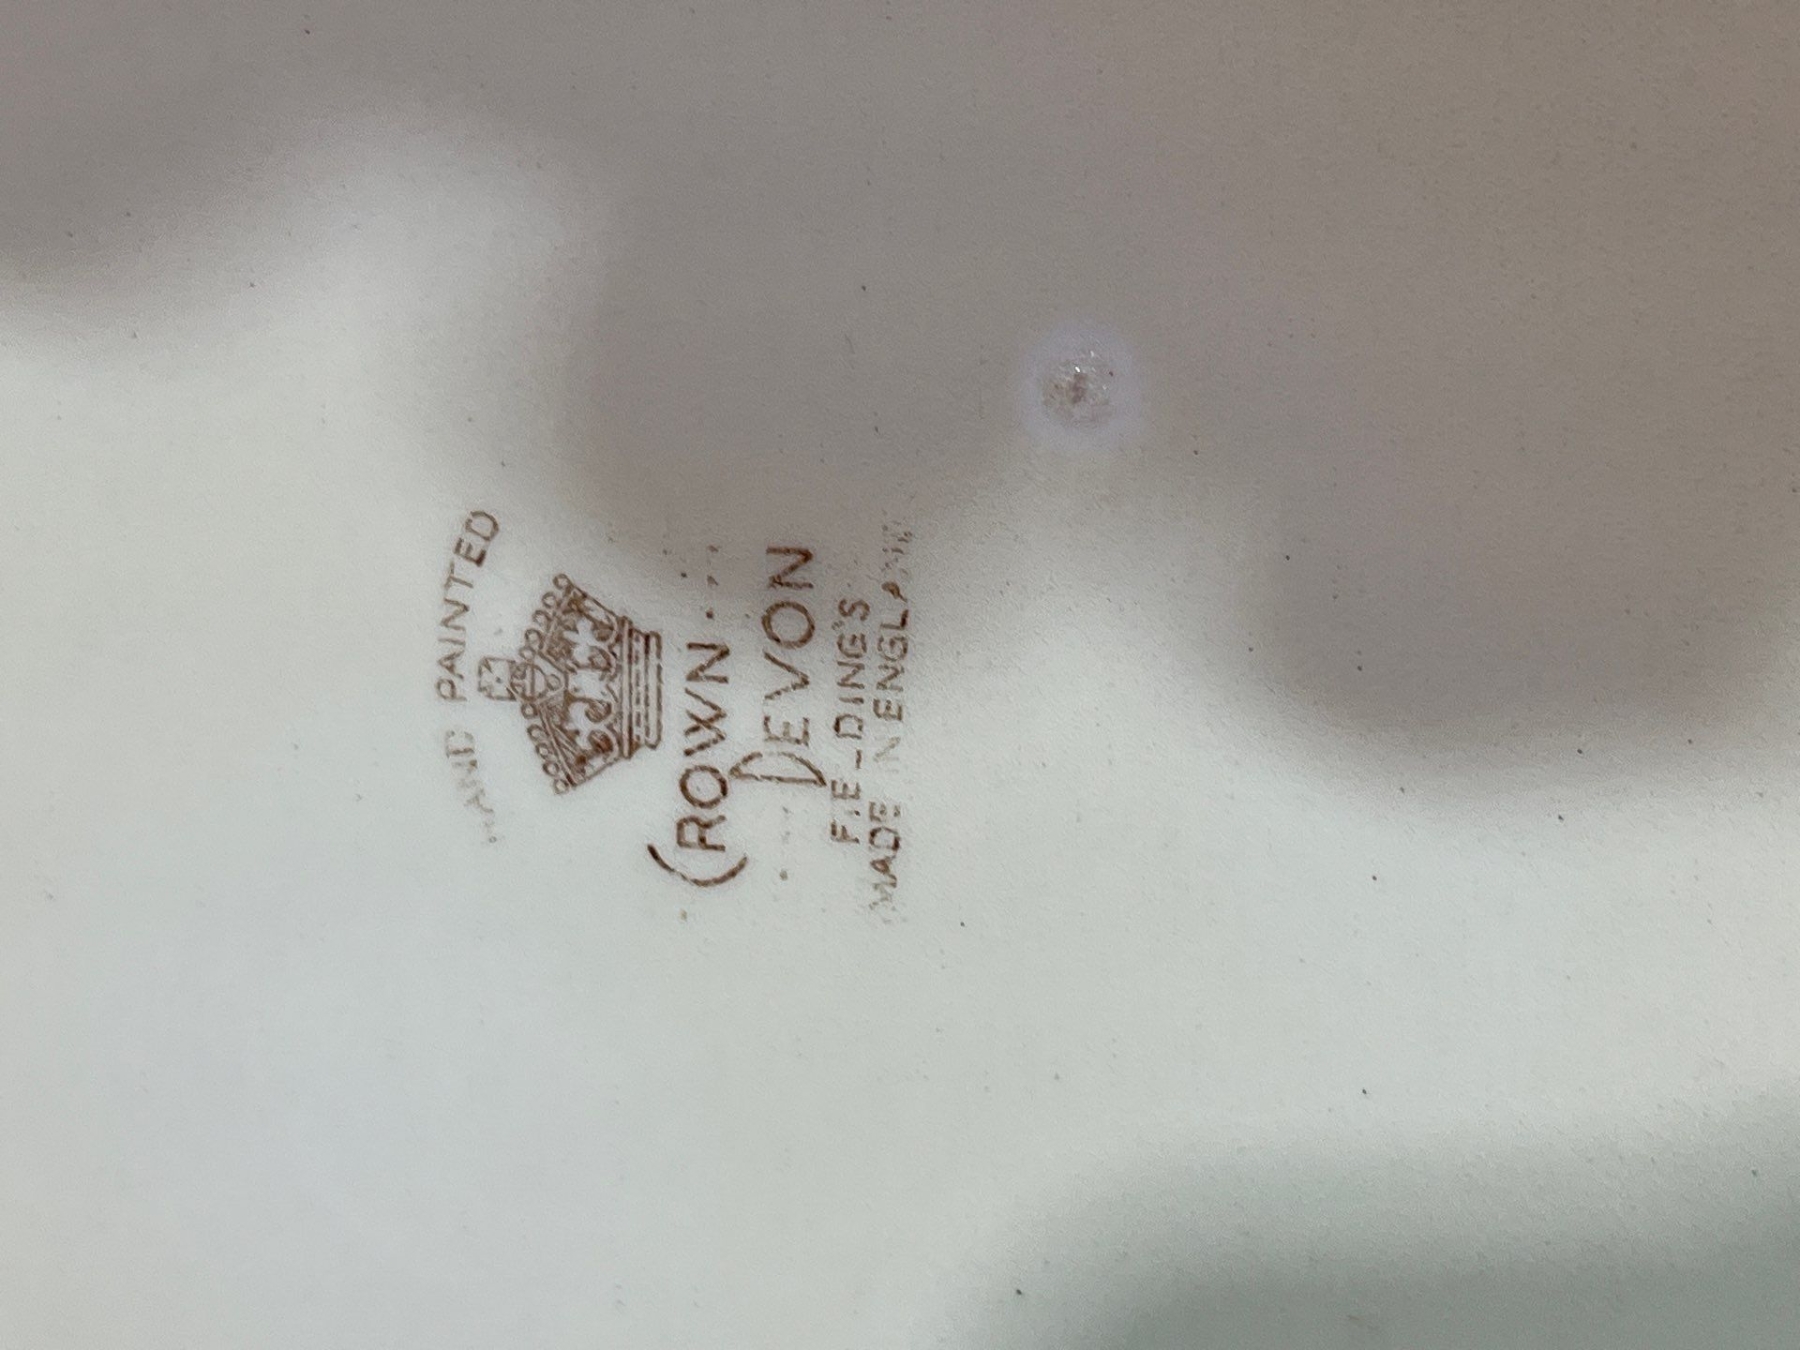 HAND PAINTED
CROWN
DEVON
FIELDING'S
MADE IN ENGLAND